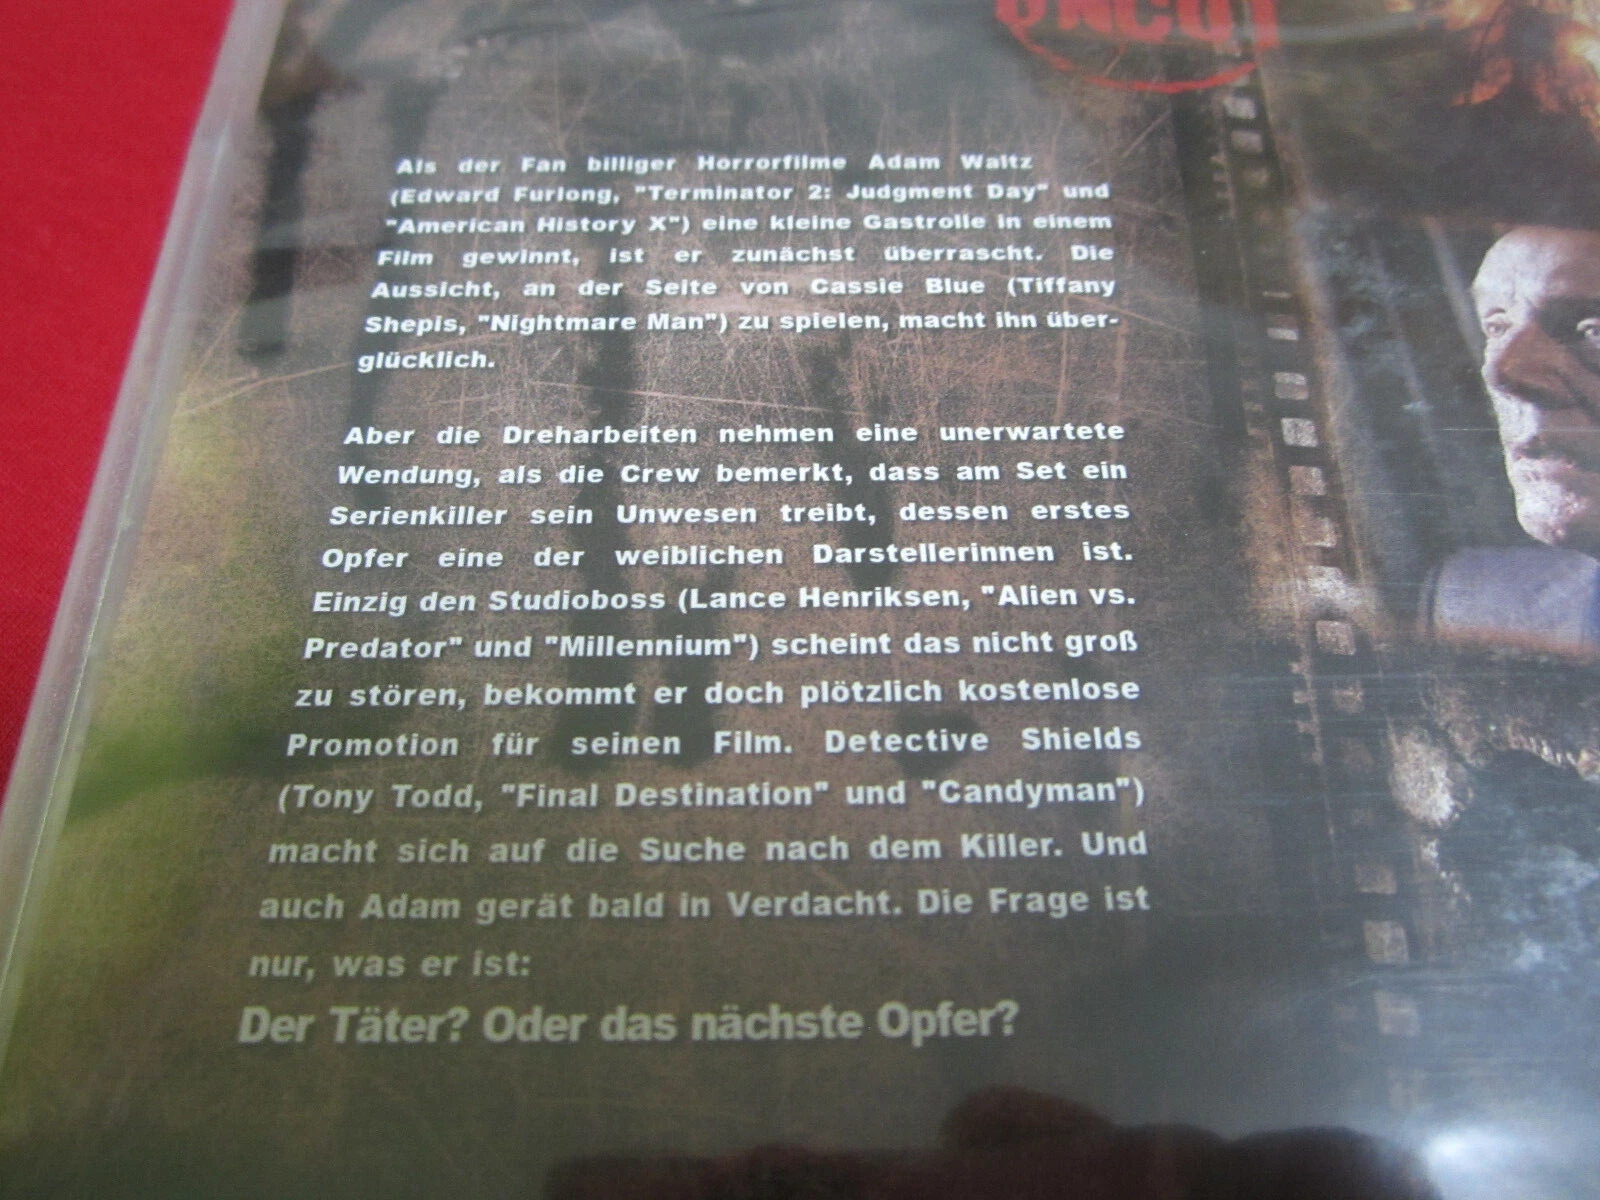 UNCUT
Als der Fan billiger Horrorfilme Adam Waltz
(Edward Furlong, "Terminator 2: Judgment Day" und
"American History X") eine kleine Gastrolle in einem
Film gewinnt, ist er zunächst überrascht. Die
Aussicht, an der Seite von Cassie Blue (Tiffany
Shepis, "Nightmare Man") zu spielen, macht ihn über-
glücklich.
Aber die Dreharbeiten nehmen eine unerwartete
Wendung, als die Crew bemerkt, dass am Set ein
Serienkiller sein Unwesen treibt, dessen erstes
Opfer eine der weiblichen Darstellerinnen ist.
Einzig den Studioboss (Lance Henriksen, "Alien vs.
Predator" und "Millennium") scheint das nicht groß
zu stören, bekommt er doch plötzlich kostenlose
Promotion für seinen Film. Detective Shields
(Tony Todd, "Final Destination" und "Candyman")
macht sich auf die Suche nach dem Killer. Und
auch Adam gerät bald in Verdacht. Die Frage ist
nur, was er ist:
Der Täter? Oder das nächste Opfer?